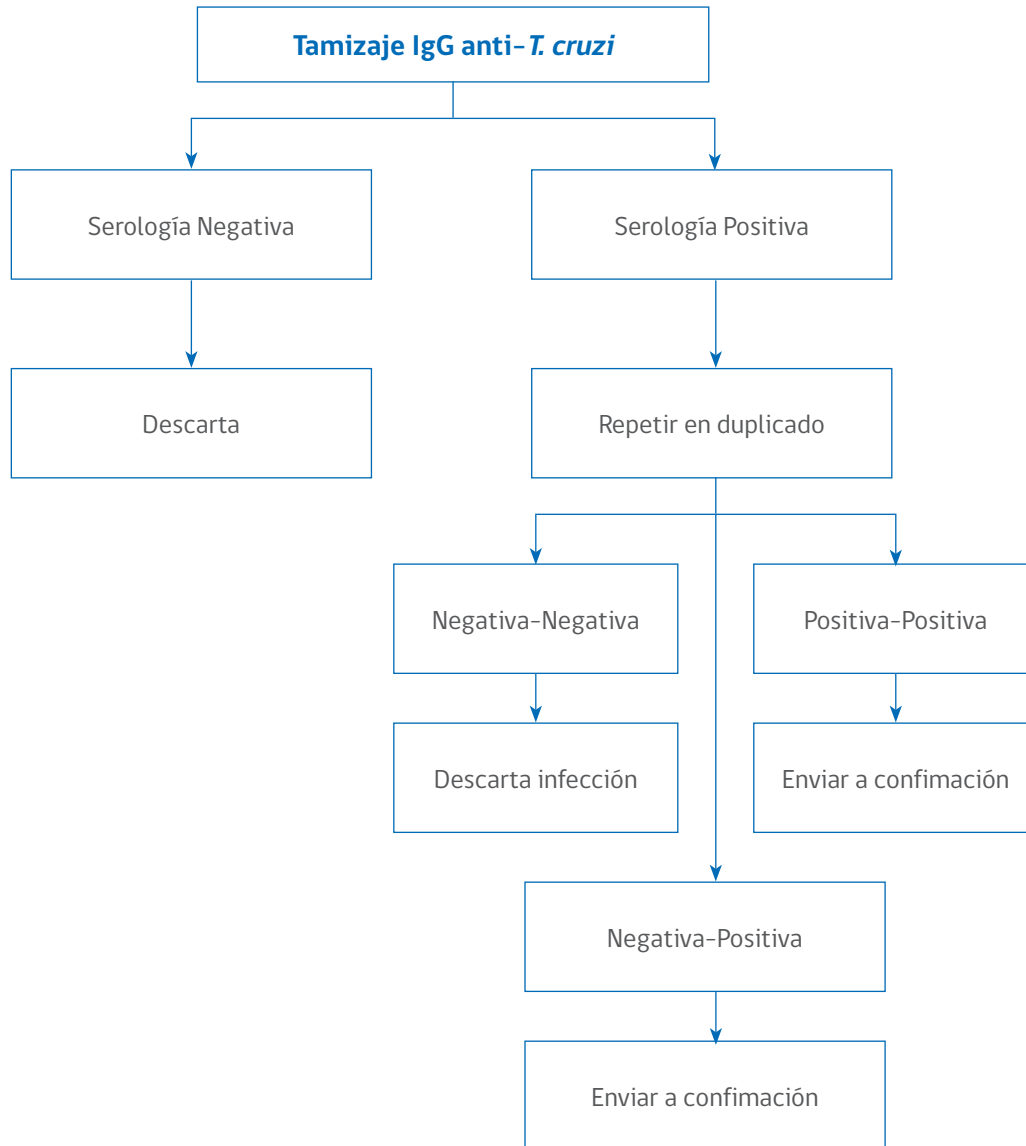 Tamizaje IgG anti-T. cruzi
Serología Negativa
Serología Positiva
Descarta
Repetir en duplicado
Negativa-Negativa
Positiva-Positiva
Descarta infección
Enviar a confimación
Negativa-Positiva
Enviar a confimación